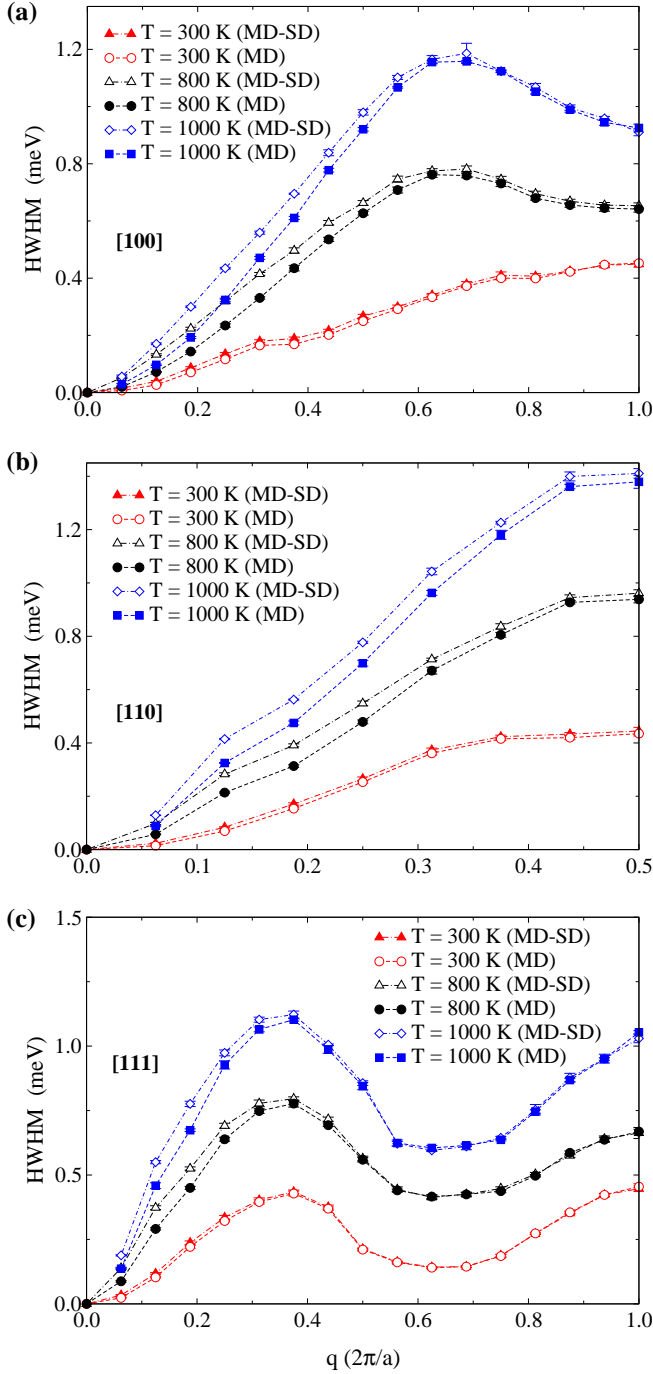 (a)
T = 300 K (MD-SD)
T = 300 K (MD)
T = 800 K (MD-SD)
T = 800 K (MD)
T = 1000 K (MD-SD)
T = 1000 K (MD)
[100]
HWHM (meV)
1.2
0.8
0.4
0.0
0.0 0.2 0.4 0.6 0.8 1.0
(b)
T = 300 K (MD-SD)
T = 300 K (MD)
T = 800 K (MD-SD)
T = 800 K (MD)
T = 1000 K (MD-SD)
T = 1000 K (MD)
[110]
HWHM (meV)
1.2
0.8
0.4
0.0
0.0 0.1 0.2 0.3 0.4 0.5
(c)
T = 300 K (MD-SD)
T = 300 K (MD)
T = 800 K (MD-SD)
T = 800 K (MD)
T = 1000 K (MD-SD)
T = 1000 K (MD)
[111]
HWHM (meV)
1.5
1.0
0.5
0.0
0.0 0.2 0.4 0.6 0.8 1.0
q (2π/a)